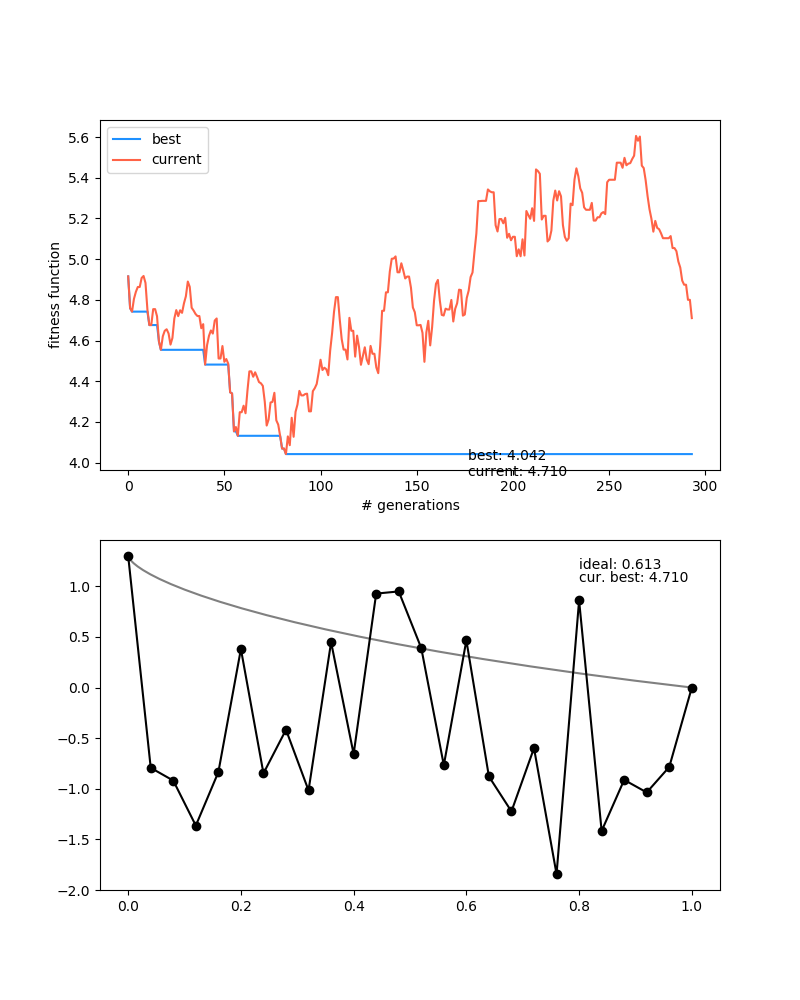 best
current
5.6
5.4
5.2
5.0
4.8
4.6
4.4
4.2
4.0
fitness function
best: 4.042
current: 4.710
0 50 100 150 200 250 300
# generations
ideal: 0.613
cur. best: 4.710
1.0
0.5
0.0
−0.5
−1.0
−1.5
−2.0
0.0 0.2 0.4 0.6 0.8 1.0